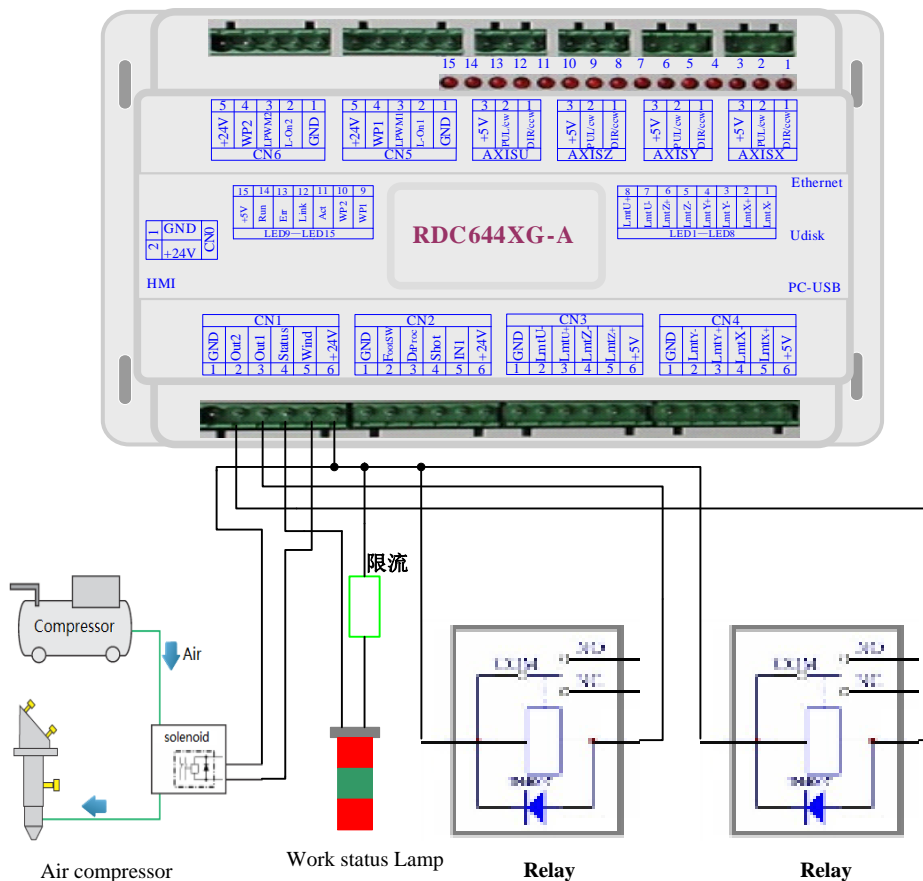 15 14 13 12 11 10 9 8 7 6 5 4 3 2 1
5 4 3 2 1
+24V WP2 LPWM2 L-On2 GND
CN6
5 4 3 2 1
+24V WP1 LPWM1 L-On1 GND
CN5
3 2 1
+5V PUL/cw DIR/ccw
AXISU
3 2 1
+5V PUL/cw DIR/ccw
AXISZ
3 2 1
+5V PUL/cw DIR/ccw
AXISY
3 2 1
+5V PUL/cw DIR/ccw
AXISX
Ethernet
15 14 13 12 11 10 9
+5V Run Err Link Act WP2 WP1
LED9—LED15
8 7 6 5 4 3 2 1
LmtU+ LmtU- LmtZ+ LmtZ- LmtY+ LmtY- LmtX+ LmtX-
LED1—LED8
1 GND
2 +24V
CN0
RDC644XG-A
Udisk
HMI
PC-USB
CN1
GND Out2 Out1 Status Wind +24V
1 2 3 4 5 6
CN2
GND FootSW DrProc Shot IN1 +24V
1 2 3 4 5 6
CN3
GND LmtU- LmtU+ LmtZ- LmtZ+ +5V
1 2 3 4 5 6
CN4
GND LmtY- LmtY+ LmtX- LmtX+ +5V
1 2 3 4 5 6
限流
Compressor
Air
solenoid
Air compressor
Work status Lamp
Relay
Relay